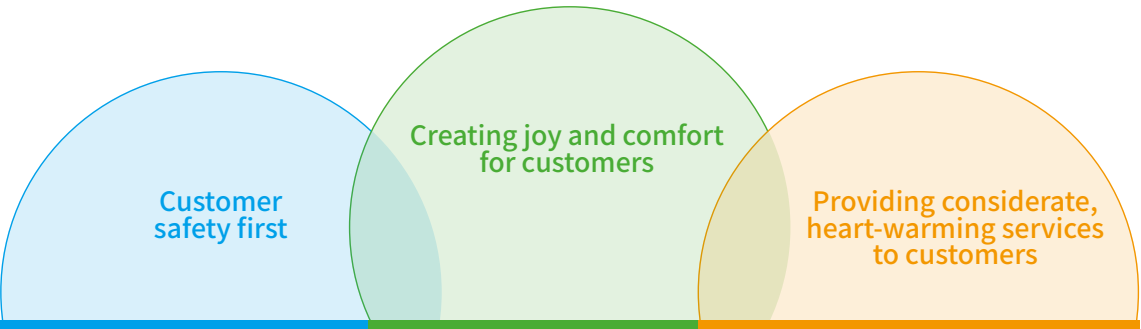 Customer
safety first
Creating joy and comfort
for customers
Providing considerate,
heart-warming services
to customers